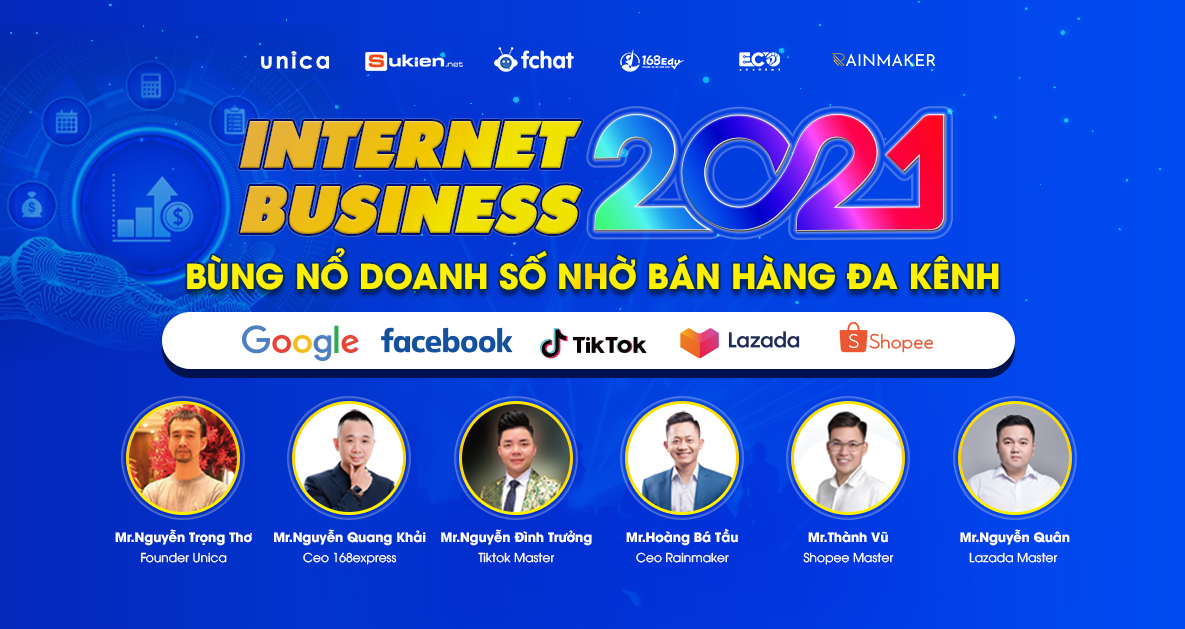 unica
Sukien.net
fchat
168Edy
ECO
ACADEMY
RAINMAKER
INTERNET
BUSINESS
2021
BÙNG NỔ DOANH SỐ NHỜ BÁN HÀNG ĐA KÊNH
Google
facebook
TikTok
Lazada
Shopee
Mr.Nguyễn Trọng Thơ
Founder Unica
Mr.Nguyễn Quang Khải
Ceo 168express
Mr.Nguyễn Đình Trưởng
Tiktok Master
Mr.Hoàng Bá Tầu
Ceo Rainmaker
Mr.Thành Vũ
Shopee Master
Mr.Nguyễn Quân
Lazada Master